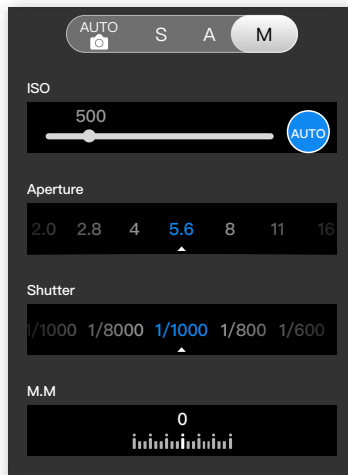 AUTO S A M
ISO
500
AUTO
Aperture
2.0 2.8 4 5.6 8 11 16
Shutter
1/1000 1/8000 1/1000 1/800 1/600
M.M
0